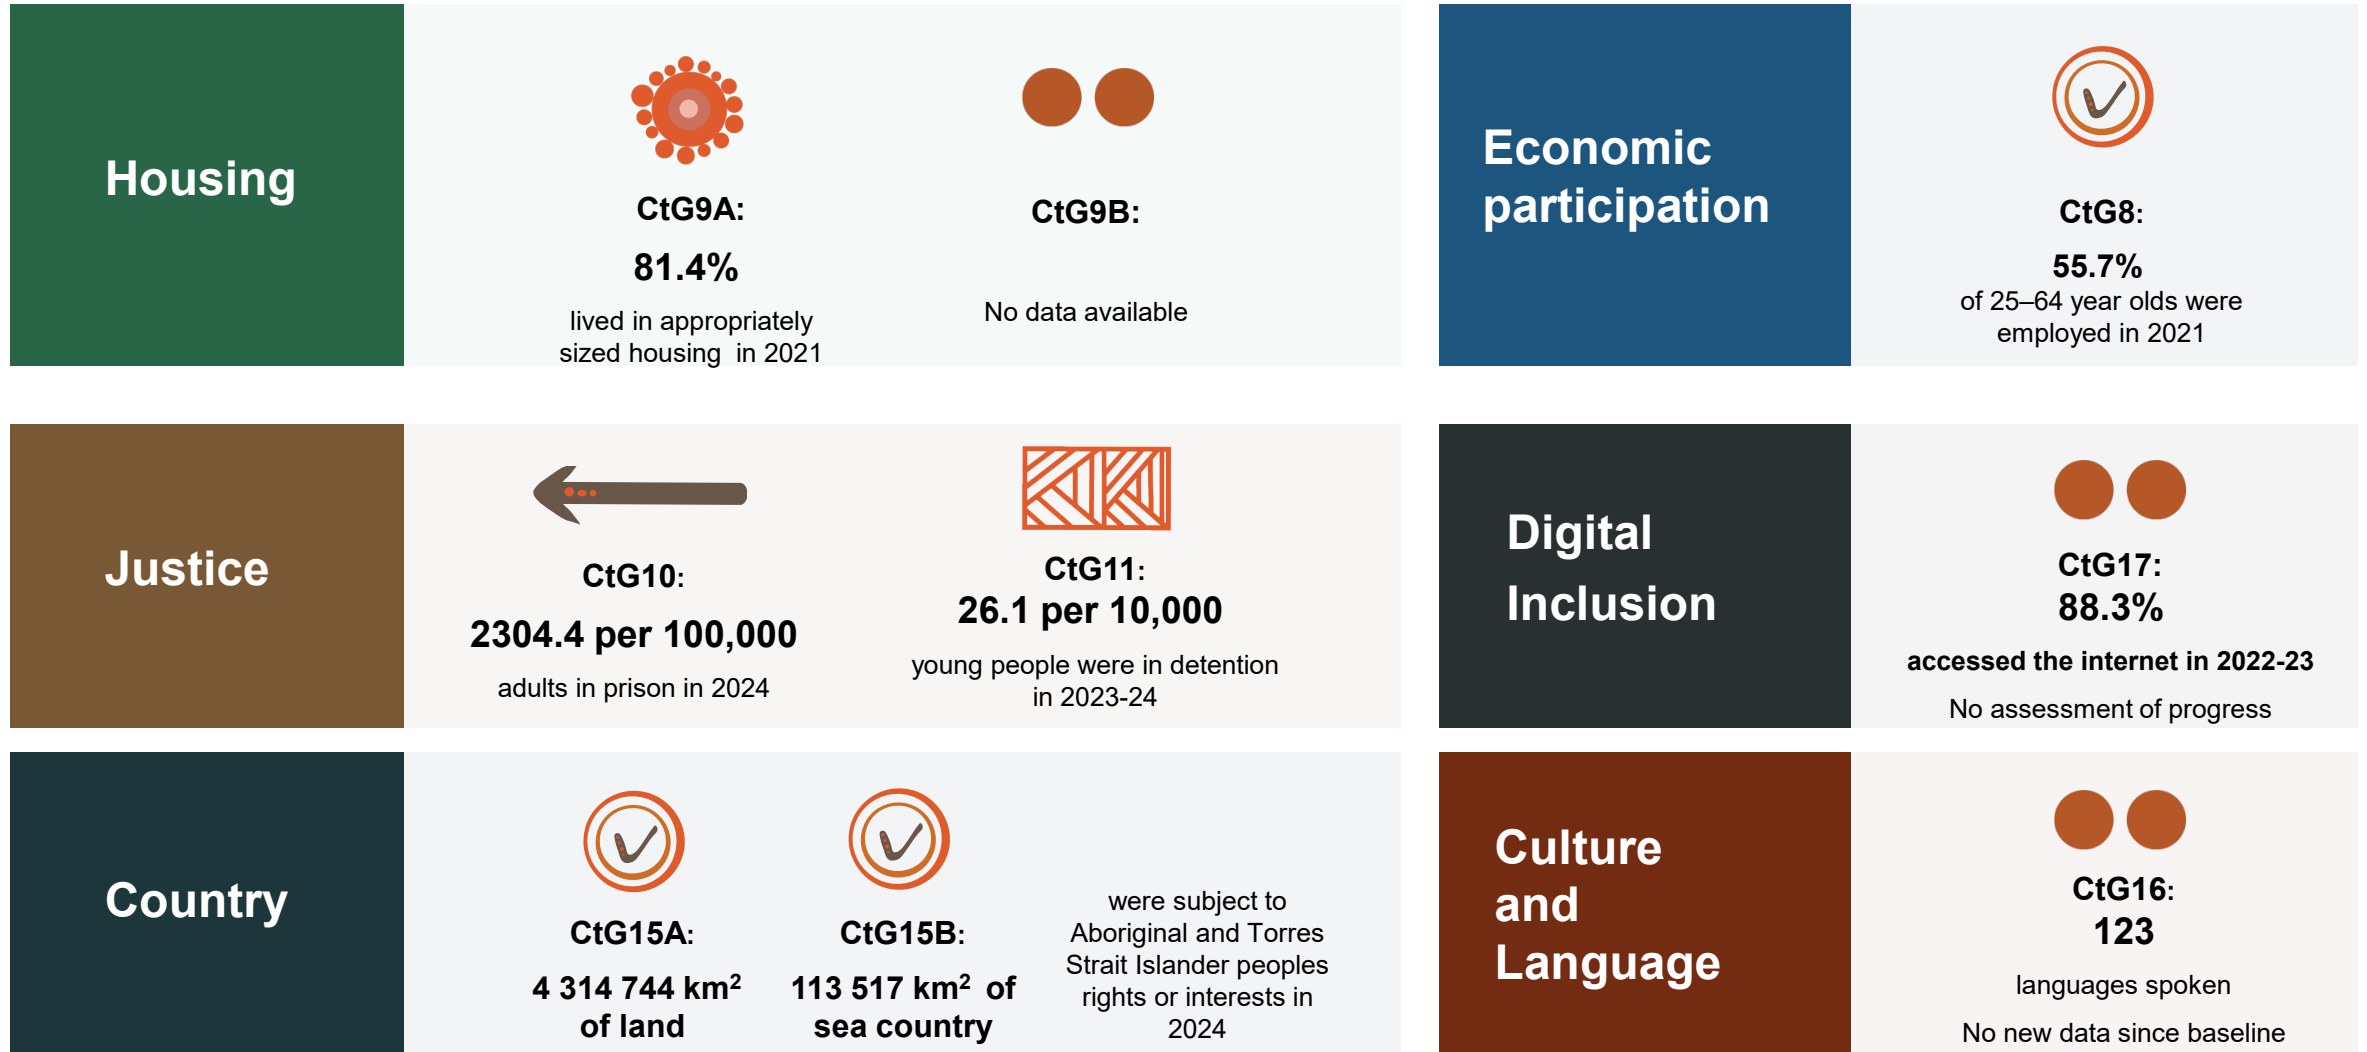 Housing
CtG9A:
81.4%
lived in appropriately
sized housing in 2021
CtG9B:
No data available
Economic
participation
CtG8:
55.7%
of 25–64 year olds were
employed in 2021
Justice
CtG10:
2304.4 per 100,000
adults in prison in 2024
CtG11:
26.1 per 10,000
young people were in detention
in 2023-24
Digital
Inclusion
CtG17:
88.3%
accessed the internet in 2022-23
No assessment of progress
Country
CtG15A:
4 314 744 km²
of land
CtG15B:
113 517 km² of
sea country
were subject to
Aboriginal and Torres
Strait Islander peoples
rights or interests in
2024
Culture
and
Language
CtG16:
123
languages spoken
No new data since baseline